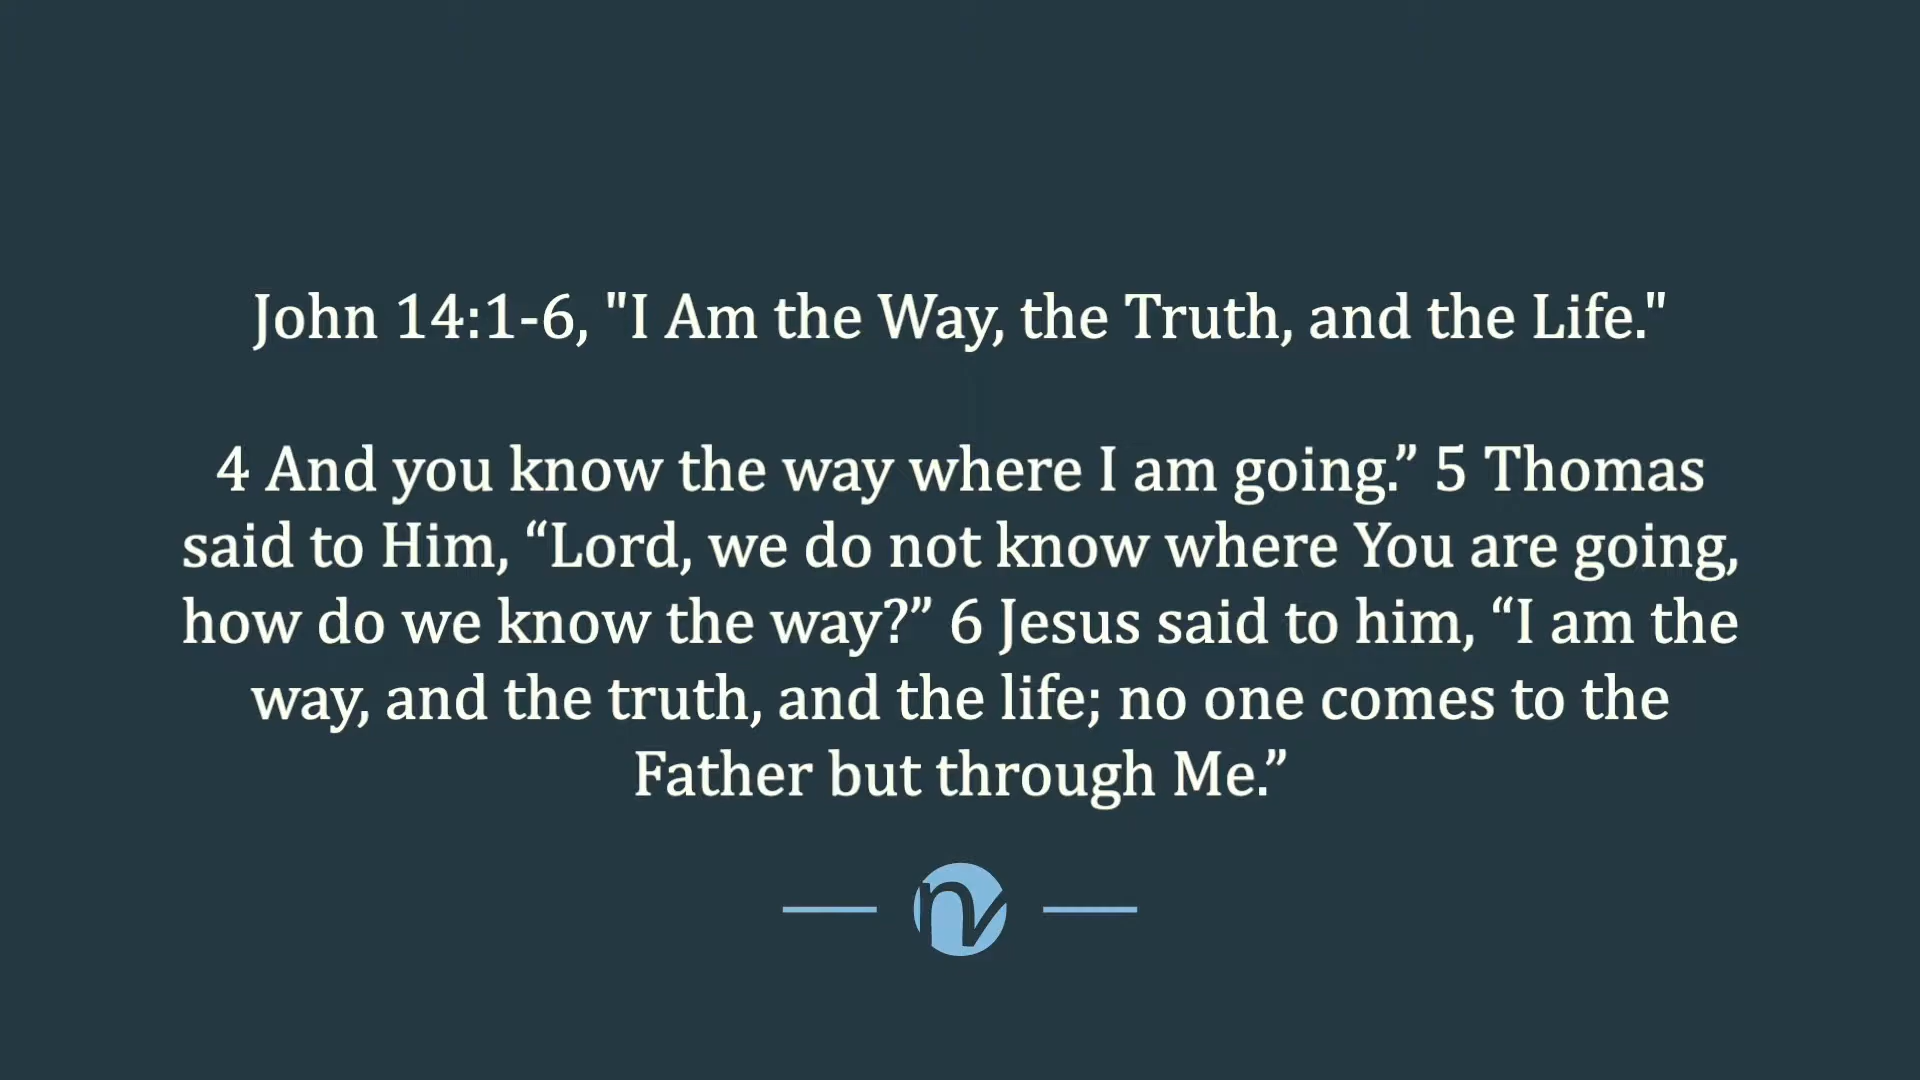 John 14:1-6, "I Am the Way, the Truth, and the Life."
4 And you know the way where I am going.” 5 Thomas
said to Him, “Lord, we do not know where You are going,
how do we know the way?” 6 Jesus said to him, “I am the
way, and the truth, and the life; no one comes to the
Father but through Me.”
nv